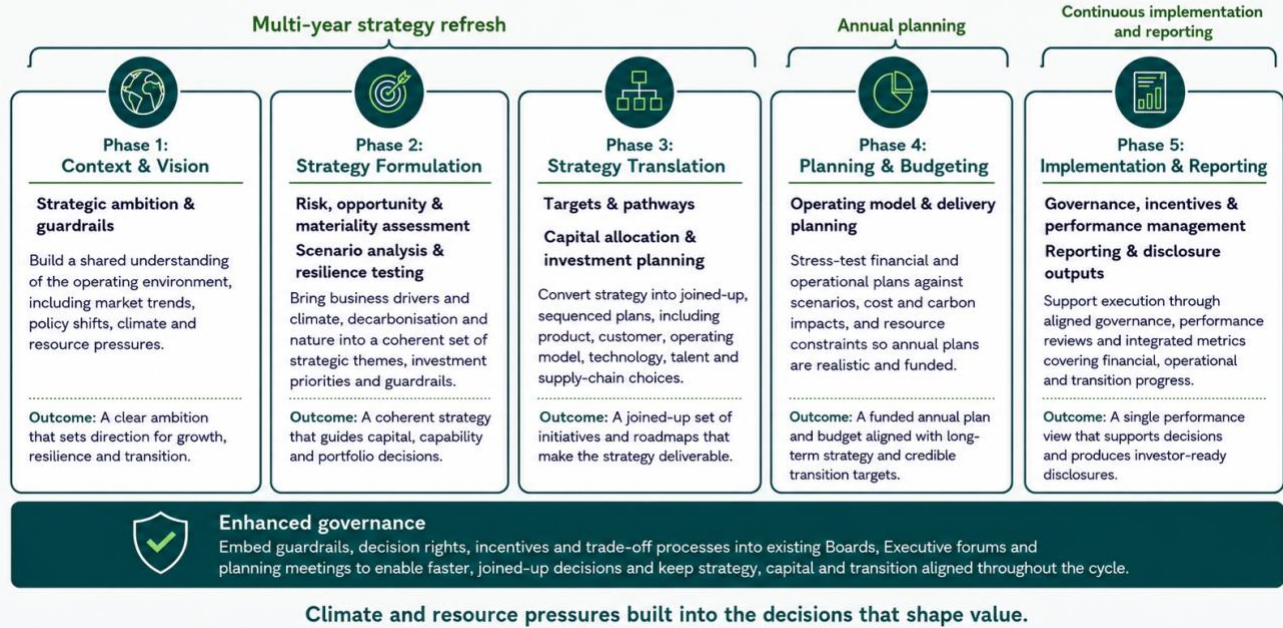 Multi-year strategy refresh
Annual planning
Continuous implementation
and reporting
Phase 1:
Context & Vision
Strategic ambition &
guardrails
Build a shared understanding
of the operating environment,
including market trends,
policy shifts, climate and
resource pressures.
Outcome: A clear ambition
that sets direction for growth,
resilience and transition.
Phase 2:
Strategy Formulation
Risk, opportunity &
materiality assessment
Scenario analysis &
resilience testing
Bring business drivers and
climate, decarbonisation and
nature into a coherent set of
strategic themes, investment
priorities and guardrails.
Outcome: A coherent strategy
that guides capital, capability
and portfolio decisions.
Phase 3:
Strategy Translation
Targets & pathways
Capital allocation &
investment planning
Convert strategy into joined-up,
sequenced plans, including
product, customer, operating
model, technology, talent and
supply-chain choices.
Outcome: A joined-up set of
initiatives and roadmaps that
make the strategy deliverable.
Phase 4:
Planning & Budgeting
Operating model & delivery
planning
Stress-test financial and
operational plans against
scenarios, cost and carbon
impacts, and resource
constraints so annual plans
are realistic and funded.
Outcome: A funded annual plan
and budget aligned with long-
term strategy and credible
transition targets.
Phase 5:
Implementation & Reporting
Governance, incentives &
performance management
Reporting & disclosure
outputs
Support execution through
aligned governance, performance
reviews and integrated metrics
covering financial, operational
and transition progress.
Outcome: A single performance
view that supports decisions
and produces investor-ready
disclosures.
Enhanced governance
Embed guardrails, decision rights, incentives and trade-off processes into existing Boards, Executive forums and
planning meetings to enable faster, joined-up decisions and keep strategy, capital and transition aligned throughout the cycle.
Climate and resource pressures built into the decisions that shape value.